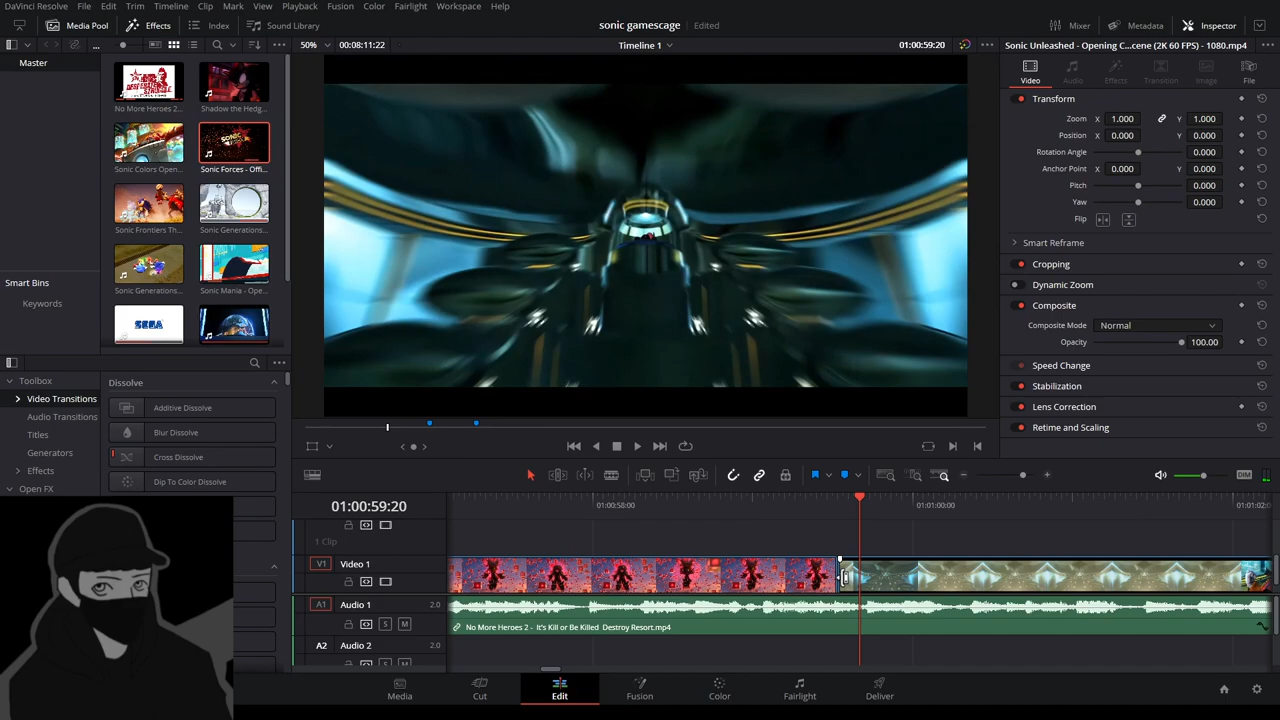 DaVinci Resolve File Edit Trim Timeline Clip Mark View Playback Fusion Color Fairlight Workspace Help
Media Pool Effects Index Sound Library sonic gamescage Edited Mixer Metadata Inspector
... 50% 00:08:11:22 Timeline 1 01:00:59:20 Sonic Unleashed - Opening C...cene (2K 60 FPS) - 1080.mp4
Master
Video Audio Effects Transition Image File
No More Heroes 2... Shadow the Hedg...
Transform
Zoom X 1.000 Y 1.000
Position X 0.000 Y 0.000
Rotation Angle 0.000
Sonic Colors Open... Sonic Forces - Offi...
Anchor Point X 0.000 Y 0.000
Pitch 0.000
Yaw 0.000
Flip
Sonic Frontiers Th... Sonic Generations...
Smart Reframe
Cropping
Smart Bins
Dynamic Zoom
Sonic Generations... Sonic Mania - Ope...
Keywords
Composite
SEGA
Composite Mode Normal
Opacity 100.00
Speed Change
Toolbox Dissolve
Stabilization
Video Transitions Additive Dissolve
Lens Correction
Audio Transitions
Titles Blur Dissolve
Retime and Scaling
Generators Cross Dissolve
Effects
Dip To Color Dissolve
Open FX
DIM
01:00:59:20 01:00:58:00 01:01:00:00 01:01:02:0
1 Clip
V1 Video 1
A1 Audio 1 2.0
S M No More Heroes 2 - It's Kill or Be Killed Destroy Resort.mp4
A2 Audio 2 2.0
S M
Media Cut Edit Fusion Color Fairlight Deliver